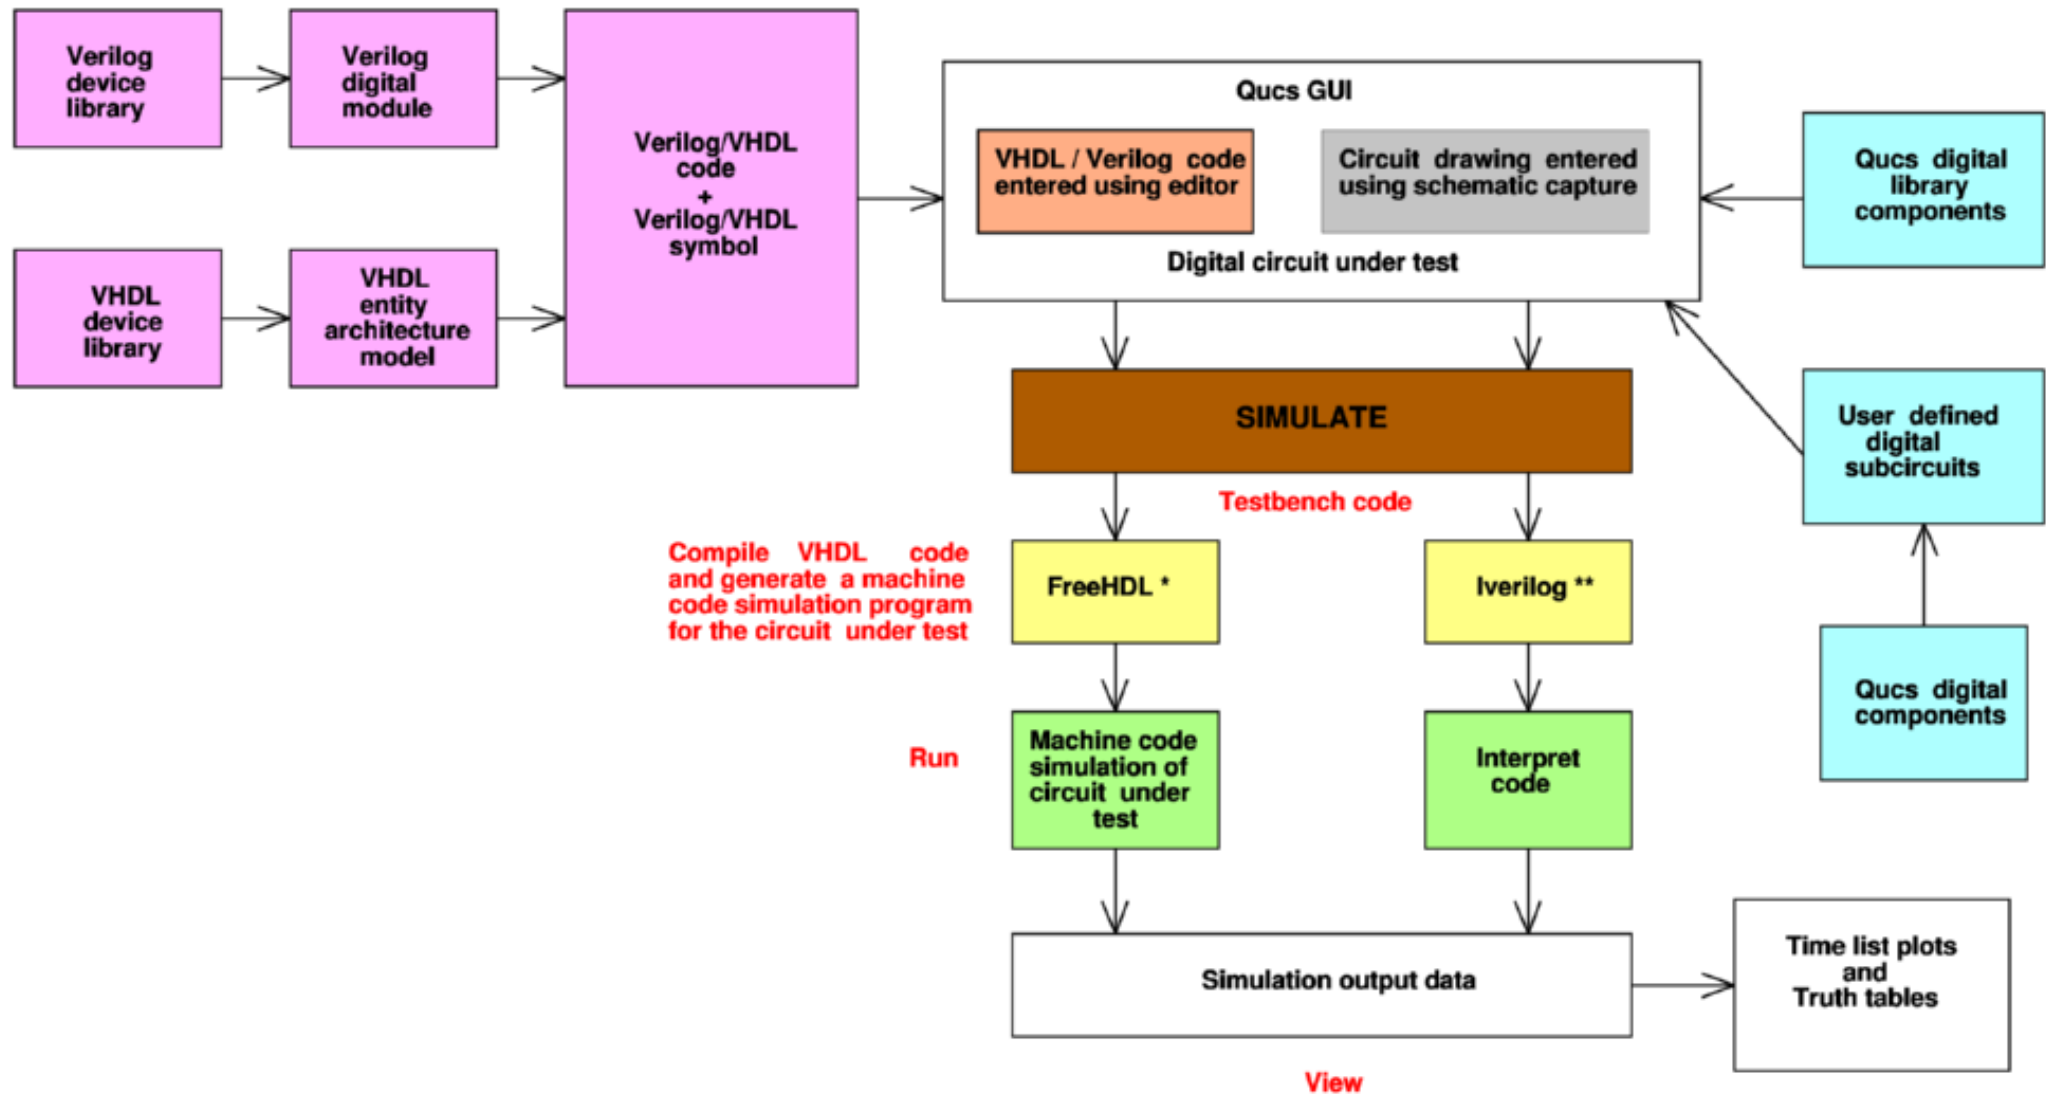 Verilog
device
library
Verilog
digital
module
VHDL
device
library
VHDL
entity
architecture
model
Verilog/VHDL
code
+
Verilog/VHDL
symbol
Qucs GUI
VHDL / Verilog code
entered using editor
Circuit drawing entered
using schematic capture
Digital circuit under test
Qucs digital
library
components
User defined
digital
subcircuits
Qucs digital
components
SIMULATE
Testbench code
Compile VHDL code
and generate a machine
code simulation program
for the circuit under test
FreeHDL *
Iverilog **
Run
Machine code
simulation of
circuit under
test
Interpret
code
Simulation output data
Time list plots
and
Truth tables
View